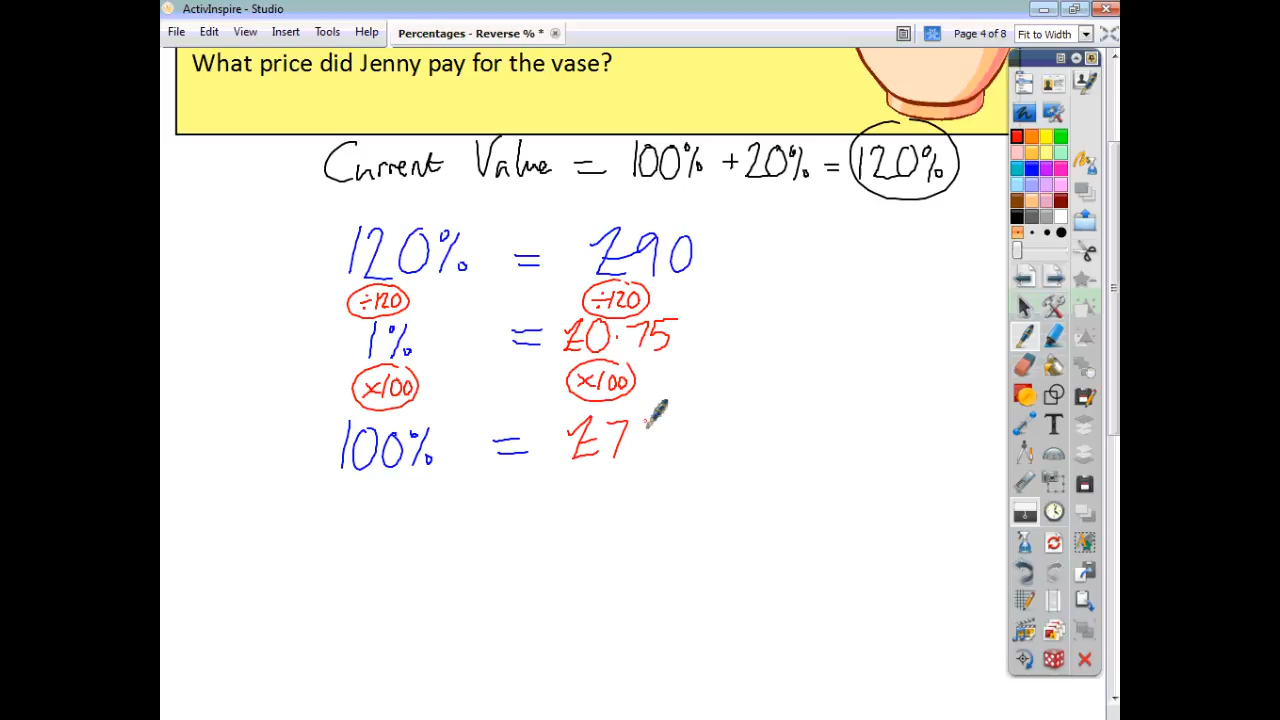 ActivInspire - Studio
File Edit View Insert Tools Help Percentages - Reverse % * Page 4 of 8 Fit to Width
What price did Jenny pay for the vase?
Current Value = 100% + 20% = 120%
120% = £90
÷120 ÷120
1% = £0.75
×100 ×100
100% = £7